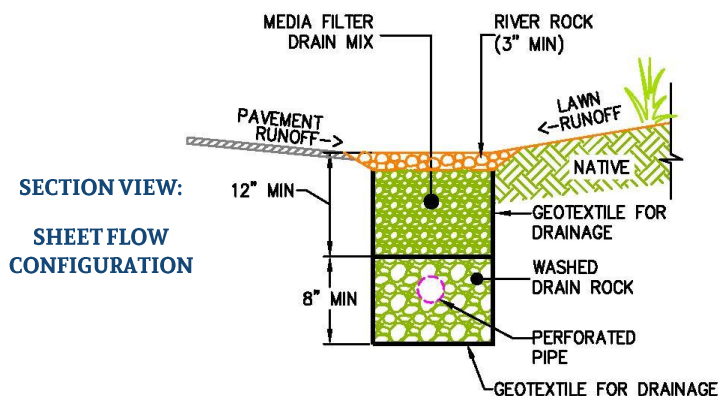 MEDIA FILTER
DRAIN MIX
RIVER ROCK
(3" MIN)
PAVEMENT
RUNOFF
LAWN
RUNOFF
NATIVE
SECTION VIEW:
SHEET FLOW
CONFIGURATION
12" MIN
GEOTEXTILE FOR
DRAINAGE
WASHED
DRAIN ROCK
8" MIN
PERFORATED
PIPE
GEOTEXTILE FOR DRAINAGE